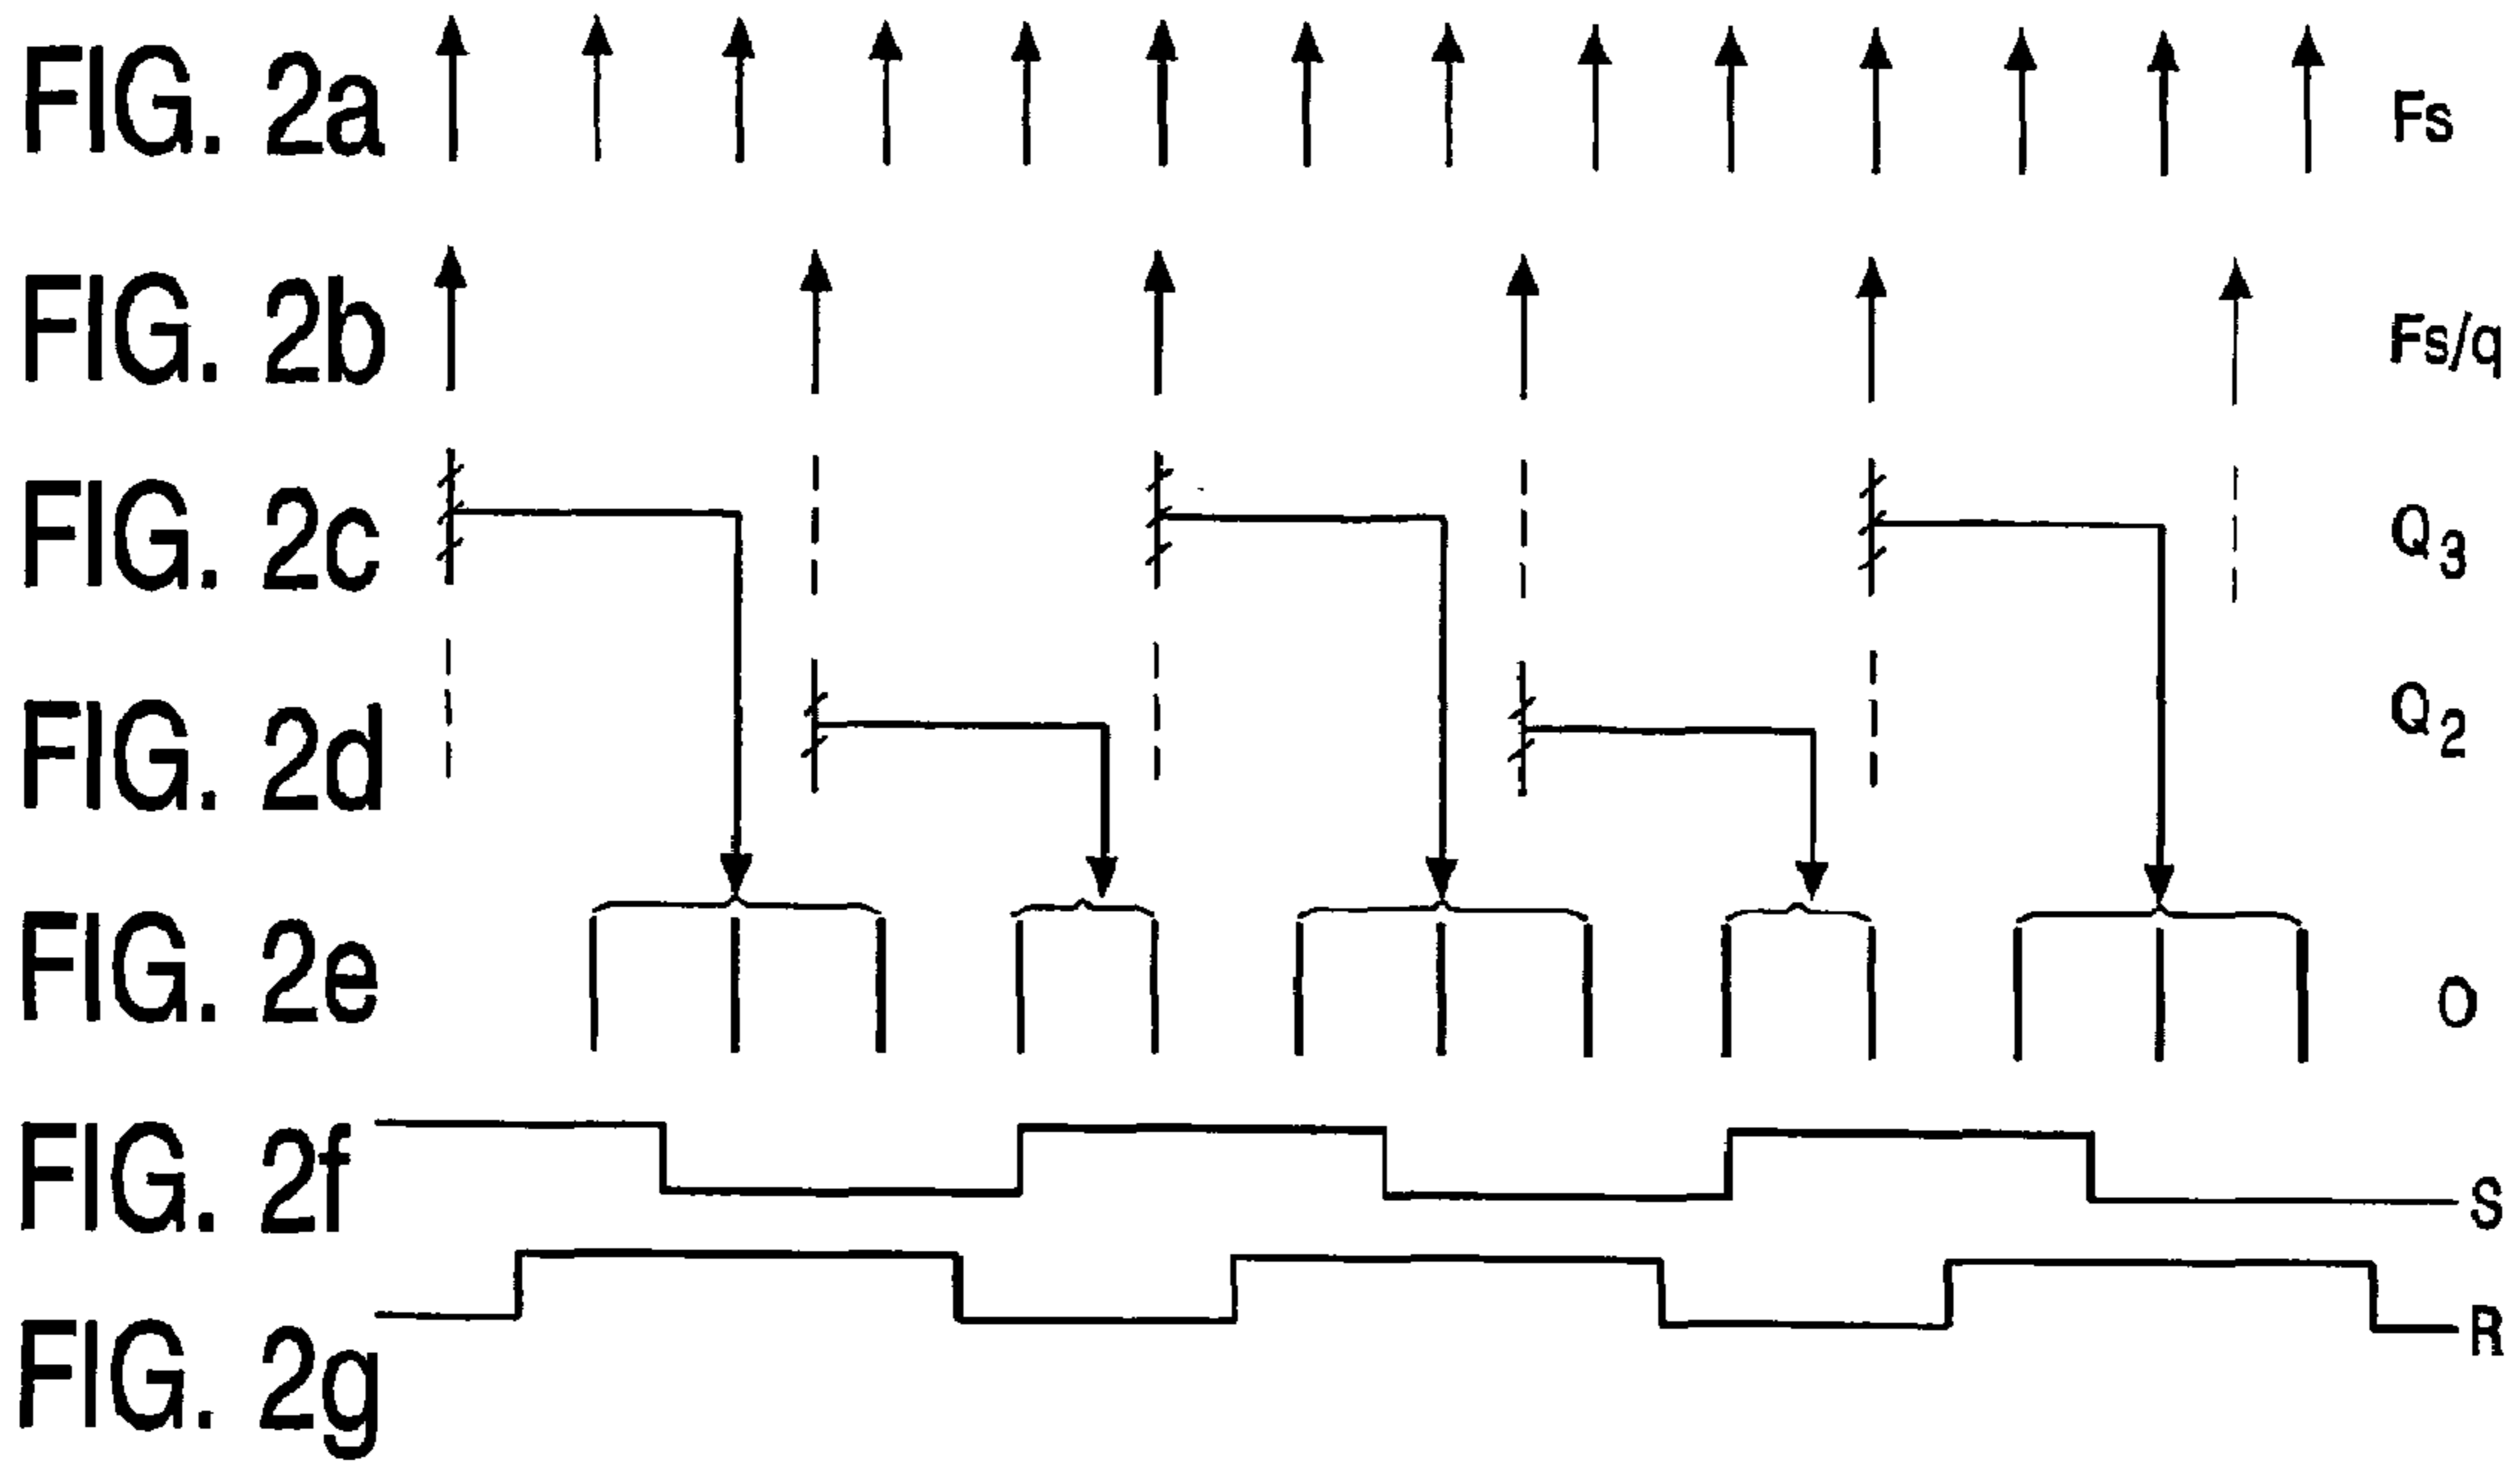 FIG. 2a Fs
FIG. 2b Fs/q
FIG. 2c Q3
FIG. 2d Q2
FIG. 2e O
FIG. 2f S
FIG. 2g R